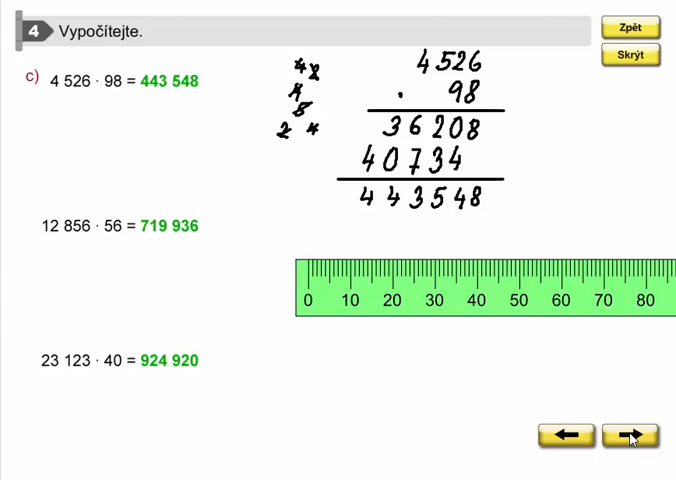 4 Vypočítejte.
Zpět
Skrýt
c) 4 526 · 98 = 443 548
4526
· 98
36208
40734
443548
12 856 · 56 = 719 936
0 10 20 30 40 50 60 70 80
23 123 · 40 = 924 920